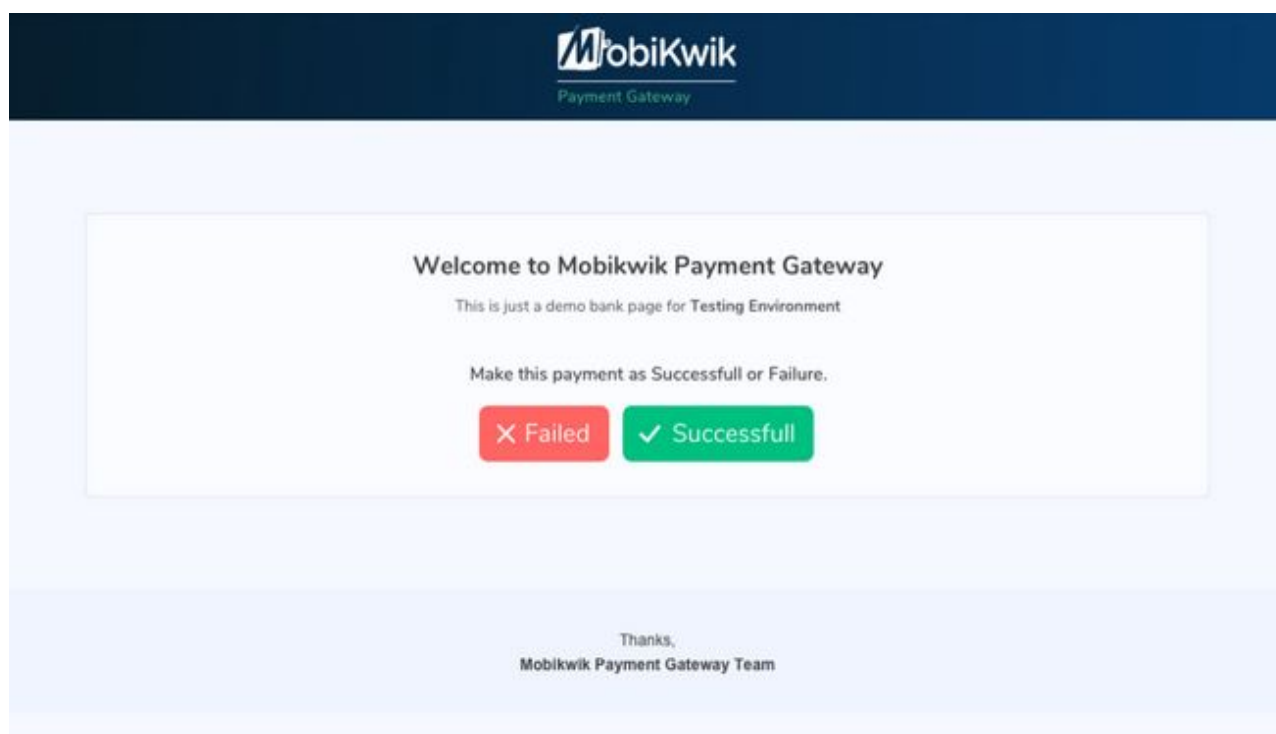 MobiKwik
Payment Gateway
Welcome to Mobikwik Payment Gateway
This is just a demo bank page for Testing Environment
Make this payment as Successfull or Failure.
Failed
Successfull
Thanks,
Mobikwik Payment Gateway Team